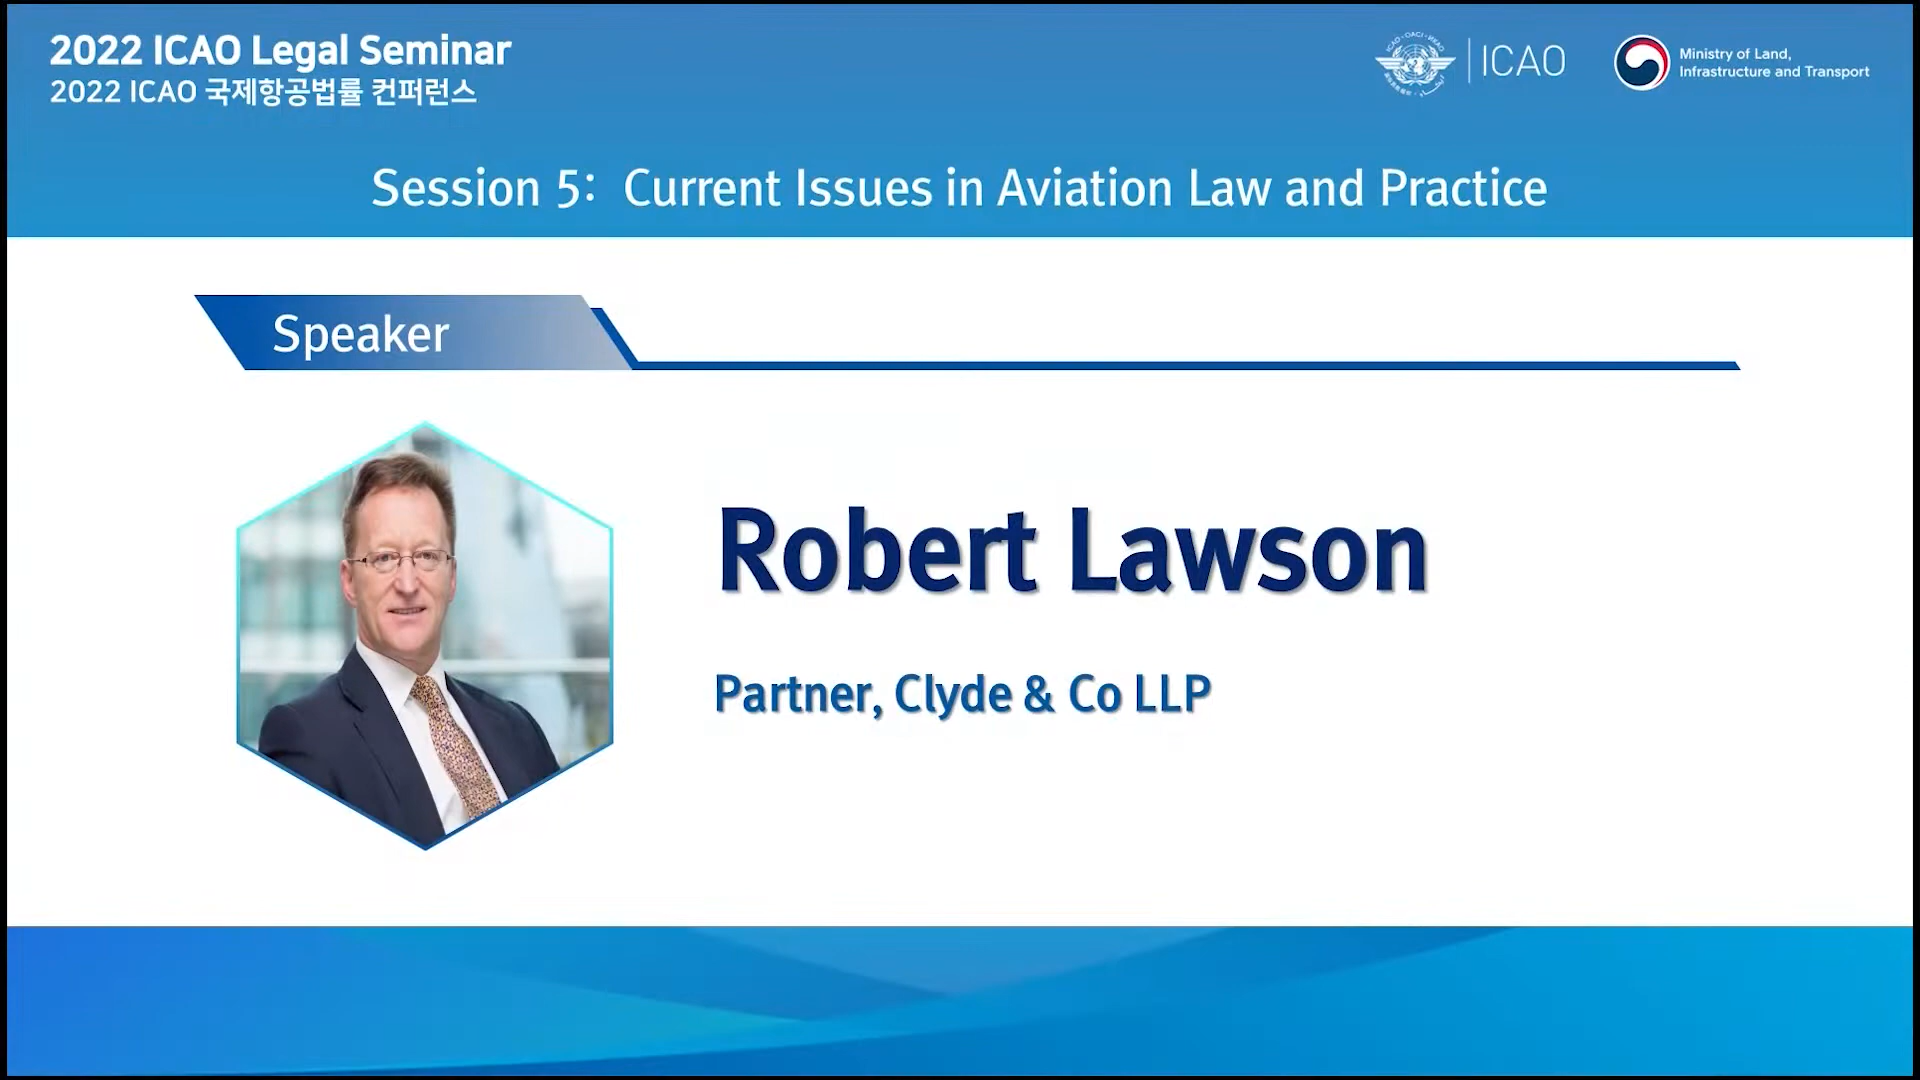 2022 ICAO Legal Seminar
2022 ICAO 국제항공법률 컨퍼런스
ICAO
Ministry of Land,
Infrastructure and Transport
Session 5: Current Issues in Aviation Law and Practice
Speaker
Robert Lawson
Partner, Clyde & Co LLP